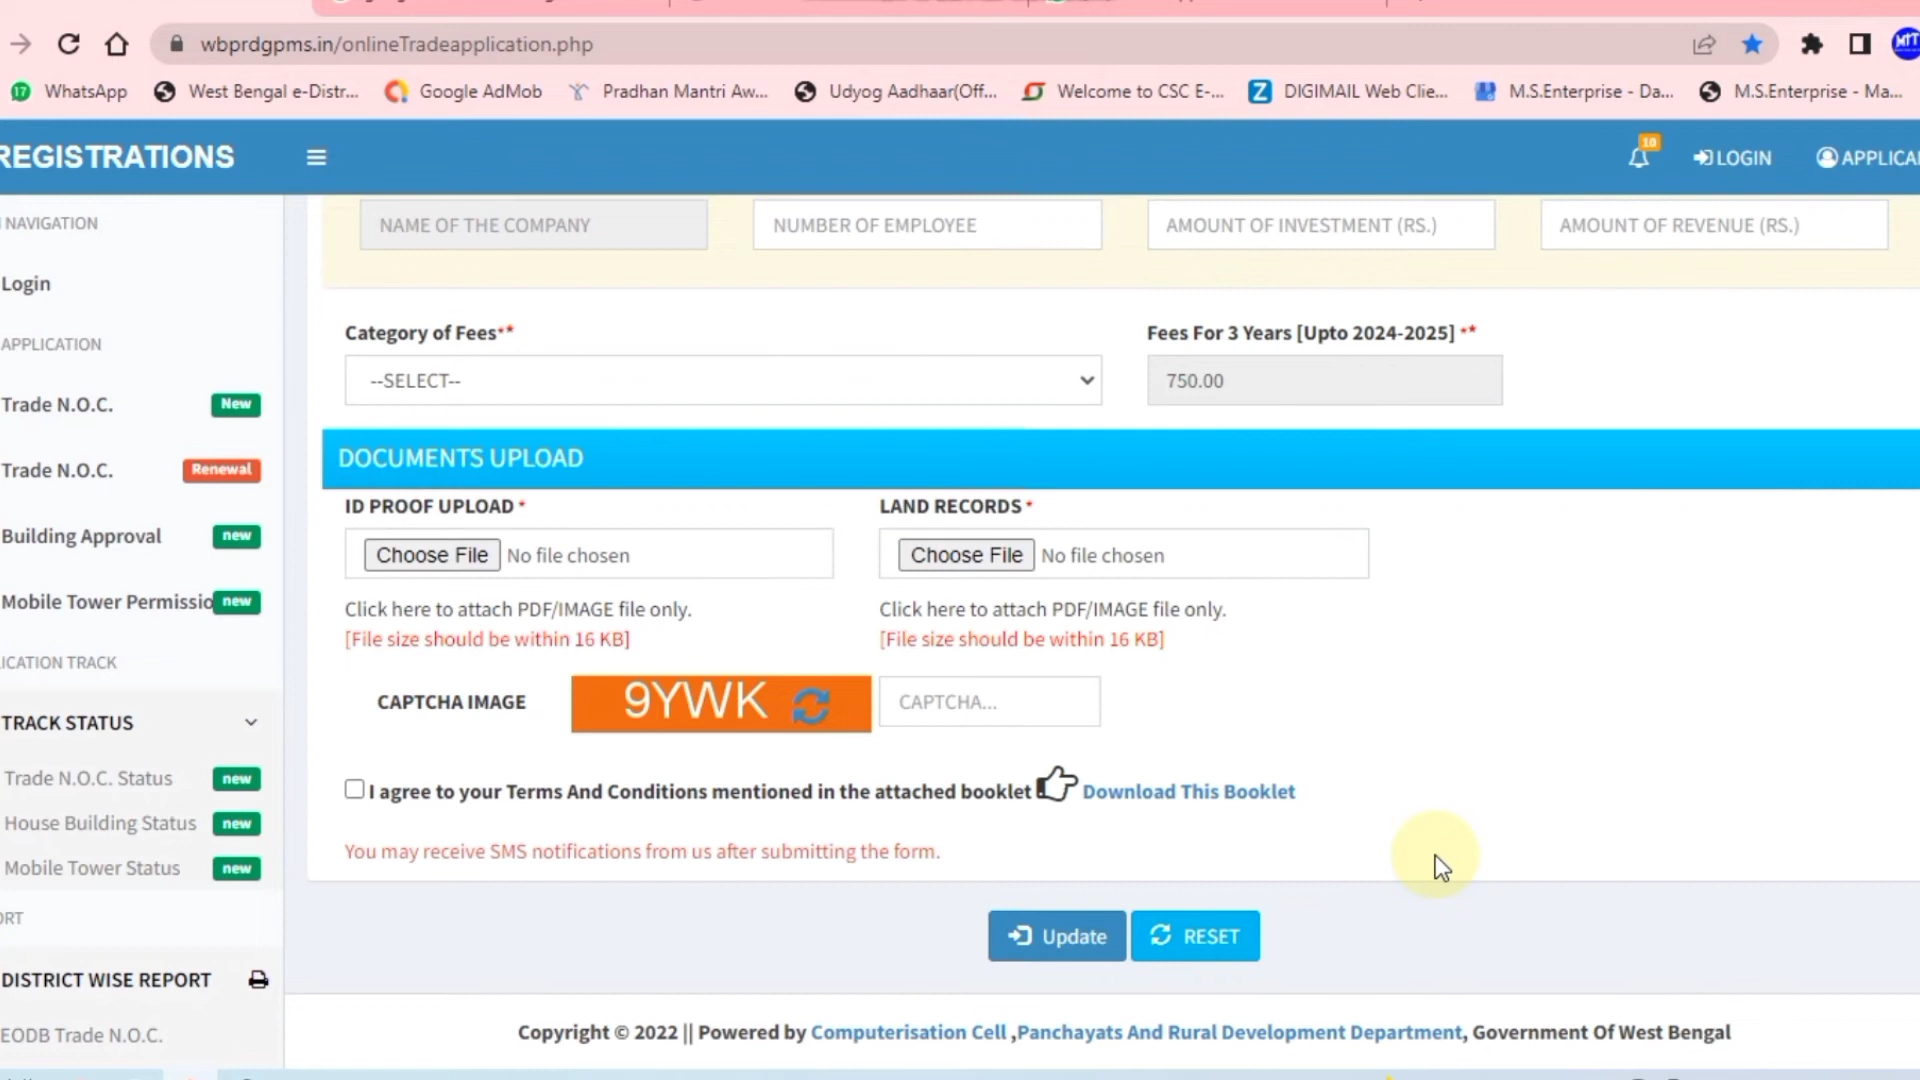 wbprdgpms.in/onlineTradeapplication.php
17 WhatsApp West Bengal e-Distr... Google AdMob Pradhan Mantri Aw... Udyog Aadhaar(Off... Welcome to CSC E-... DIGIMAIL Web Clie... M.S.Enterprise - Da... M.S.Enterprise - Ma...
REGISTRATIONS 10 LOGIN APPLICA
NAVIGATION
NAME OF THE COMPANY NUMBER OF EMPLOYEE AMOUNT OF INVESTMENT (RS.) AMOUNT OF REVENUE (RS.)
Login
APPLICATION
Category of Fees** Fees For 3 Years [Upto 2024-2025] **
--SELECT-- 750.00
Trade N.O.C. New
Trade N.O.C. Renewal
DOCUMENTS UPLOAD
ID PROOF UPLOAD * LAND RECORDS *
Building Approval new
Choose File No file chosen Choose File No file chosen
Mobile Tower Permissio new
Click here to attach PDF/IMAGE file only. Click here to attach PDF/IMAGE file only.
[File size should be within 16 KB] [File size should be within 16 KB]
ICATION TRACK
CAPTCHA IMAGE 9YWK CAPTCHA...
TRACK STATUS
Trade N.O.C. Status new
I agree to your Terms And Conditions mentioned in the attached booklet Download This Booklet
House Building Status new
You may receive SMS notifications from us after submitting the form.
Mobile Tower Status new
ORT
Update RESET
DISTRICT WISE REPORT
EODB Trade N.O.C.
Copyright © 2022 || Powered by Computerisation Cell ,Panchayats And Rural Development Department, Government Of West Bengal